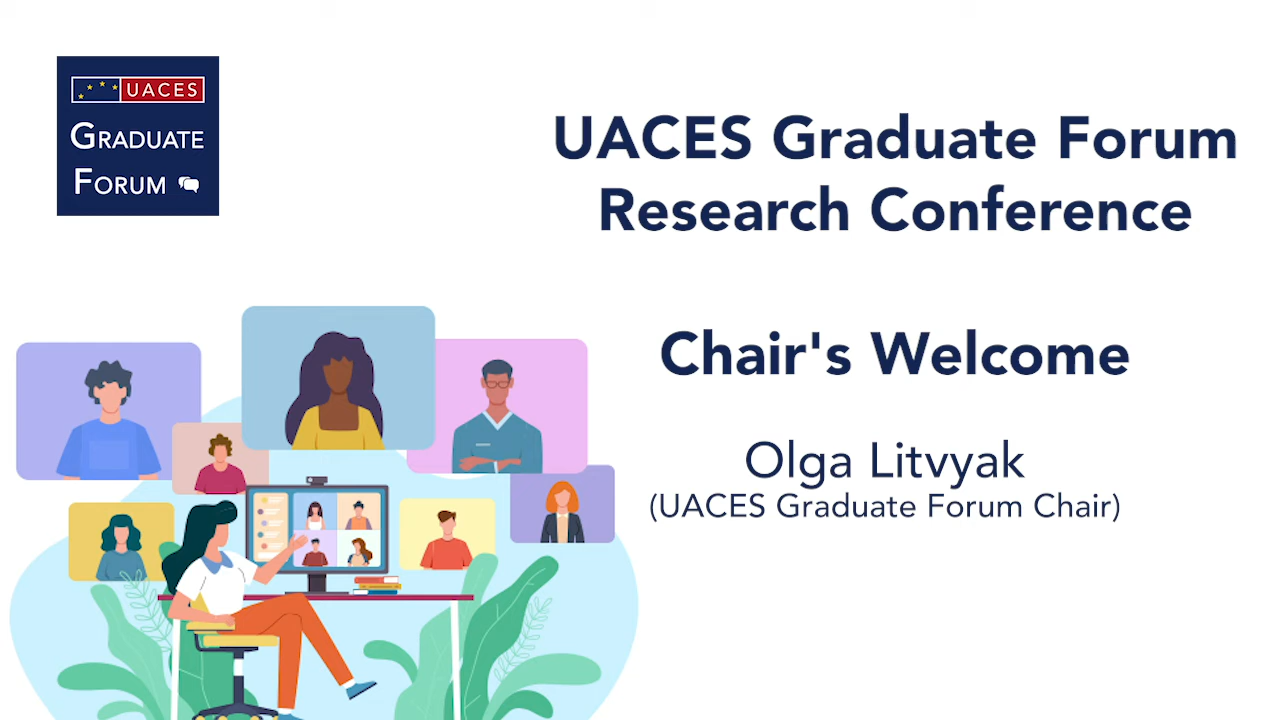 UACES
GRADUATE
FORUM
UACES Graduate Forum
Research Conference
Chair's Welcome
Olga Litvyak
(UACES Graduate Forum Chair)